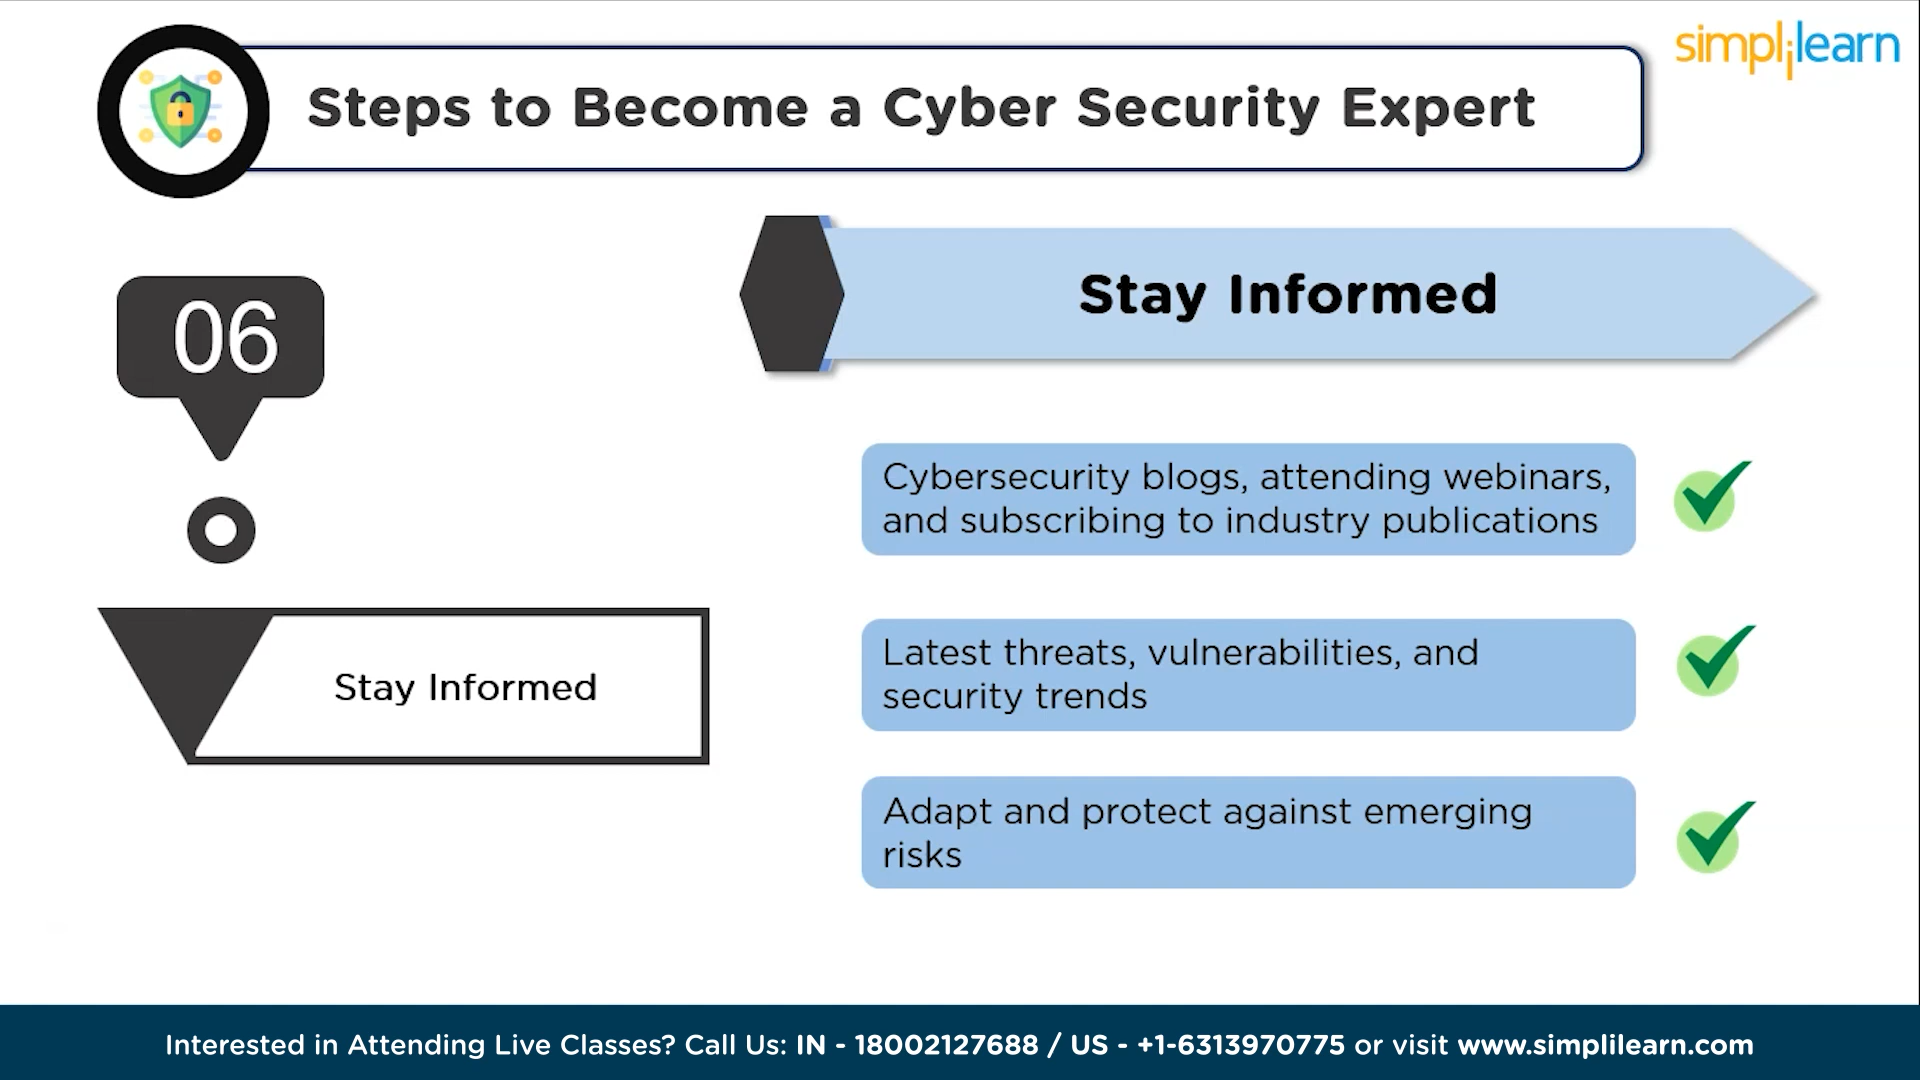 simplilearn
Steps to Become a Cyber Security Expert
06
Stay Informed
Stay Informed
Cybersecurity blogs, attending webinars,
and subscribing to industry publications
Latest threats, vulnerabilities, and
security trends
Adapt and protect against emerging
risks
Interested in Attending Live Classes? Call Us: IN - 18002127688 / US - +1-6313970775 or visit www.simplilearn.com